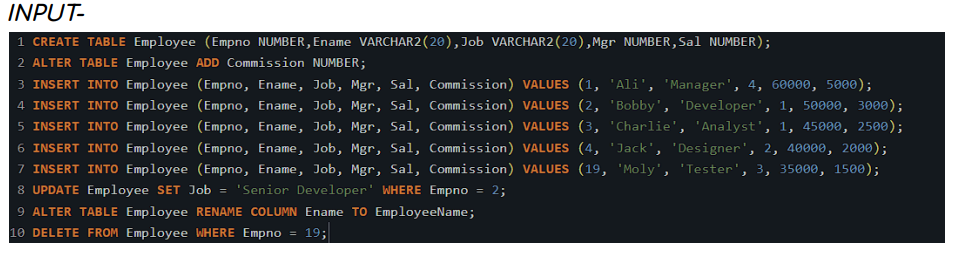 INPUT-
1 CREATE TABLE Employee (Empno NUMBER,Ename VARCHAR2(20),Job VARCHAR2(20),Mgr NUMBER,Sal NUMBER);
2 ALTER TABLE Employee ADD Commission NUMBER;
3 INSERT INTO Employee (Empno, Ename, Job, Mgr, Sal, Commission) VALUES (1, 'Ali', 'Manager', 4, 60000, 5000);
4 INSERT INTO Employee (Empno, Ename, Job, Mgr, Sal, Commission) VALUES (2, 'Bobby', 'Developer', 1, 50000, 3000);
5 INSERT INTO Employee (Empno, Ename, Job, Mgr, Sal, Commission) VALUES (3, 'Charlie', 'Analyst', 1, 45000, 2500);
6 INSERT INTO Employee (Empno, Ename, Job, Mgr, Sal, Commission) VALUES (4, 'Jack', 'Designer', 2, 40000, 2000);
7 INSERT INTO Employee (Empno, Ename, Job, Mgr, Sal, Commission) VALUES (19, 'Moly', 'Tester', 3, 35000, 1500);
8 UPDATE Employee SET Job = 'Senior Developer' WHERE Empno = 2;
9 ALTER TABLE Employee RENAME COLUMN Ename TO EmployeeName;
10 DELETE FROM Employee WHERE Empno = 19;